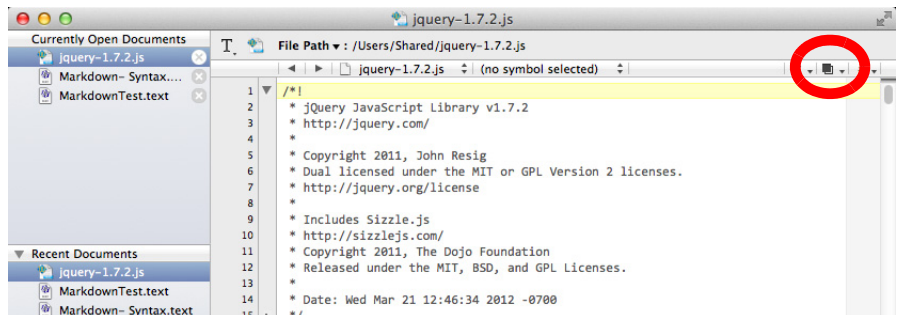 jquery-1.7.2.js
Currently Open Documents
jquery-1.7.2.js
Markdown- Syntax....
MarkdownTest.text
Recent Documents
jquery-1.7.2.js
MarkdownTest.text
Markdown- Syntax.text
T
File Path ▾ : /Users/Shared/jquery-1.7.2.js
jquery-1.7.2.js (no symbol selected)
1 /*!
2 * jQuery JavaScript Library v1.7.2
3 * http://jquery.com/
4 *
5 * Copyright 2011, John Resig
6 * Dual licensed under the MIT or GPL Version 2 licenses.
7 * http://jquery.org/license
8 *
9 * Includes Sizzle.js
10 * http://sizzlejs.com/
11 * Copyright 2011, The Dojo Foundation
12 * Released under the MIT, BSD, and GPL Licenses.
13 *
14 * Date: Wed Mar 21 12:46:34 2012 -0700
15 */